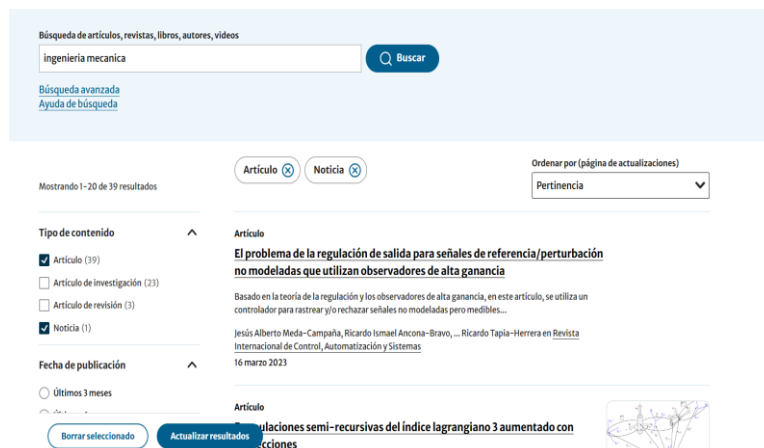 Búsqueda de artículos, revistas, libros, autores, videos
ingenieria mecanica
Buscar
Búsqueda avanzada
Ayuda de búsqueda
Mostrando 1-20 de 39 resultados
Artículo
Noticia
Ordenar por (página de actualizaciones)
Pertinencia
Tipo de contenido
Artículo (39)
Artículo de investigación (23)
Artículo de revisión (3)
Noticia (1)
Fecha de publicación
Últimos 3 meses
Borrar seleccionado
Actualizar resultados
Artículo
El problema de la regulación de salida para señales de referencia/perturbación
no modeladas que utilizan observadores de alta ganancia
Basado en la teoría de la regulación y los observadores de alta ganancia, en este artículo, se utiliza un
controlador para rastrear y/o rechazar señales no modeladas pero medibles...
Jesús Alberto Meda-Campaña, Ricardo Ismael Ancona-Bravo, ... Ricardo Tapia-Herrera en Revista
Internacional de Control, Automatización y Sistemas
16 marzo 2023
Artículo
semi-recursivas del índice lagrangiano 3 aumentado con